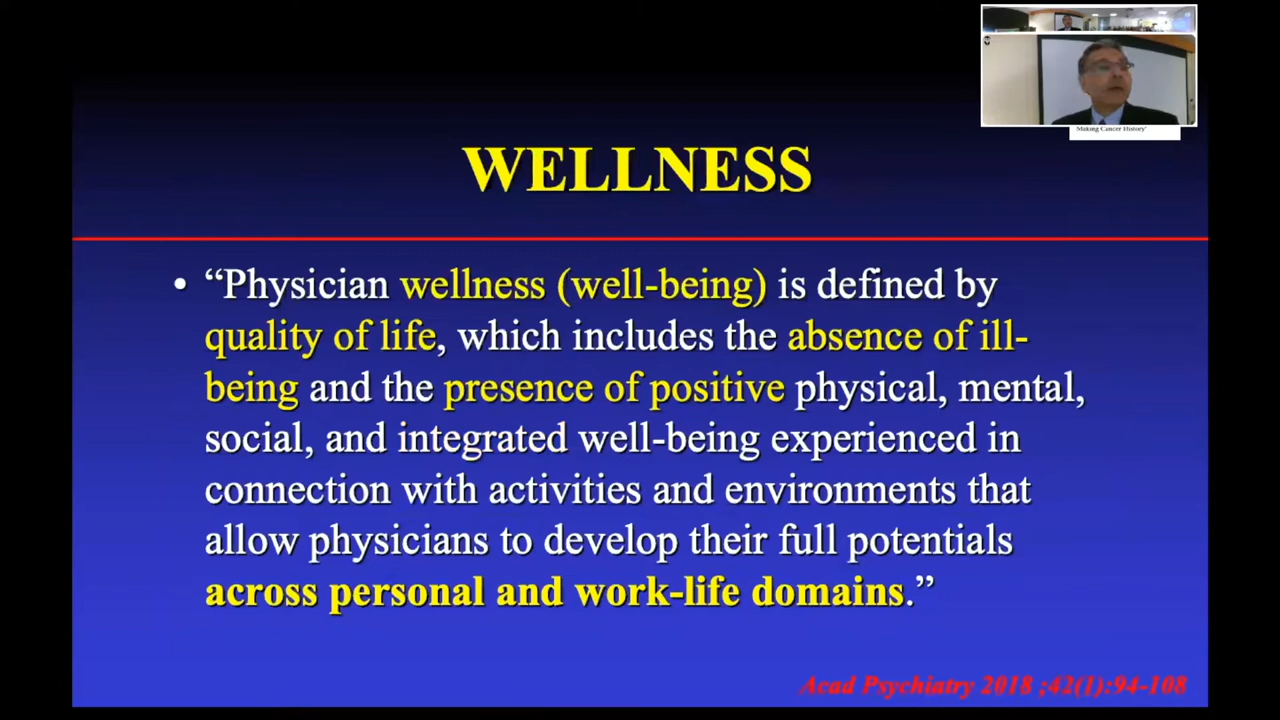 Making Cancer History®
WELLNESS
• “Physician wellness (well-being) is defined by
quality of life, which includes the absence of ill-
being and the presence of positive physical, mental,
social, and integrated well-being experienced in
connection with activities and environments that
allow physicians to develop their full potentials
across personal and work-life domains.”
Acad Psychiatry 2018 ;42(1):94-108